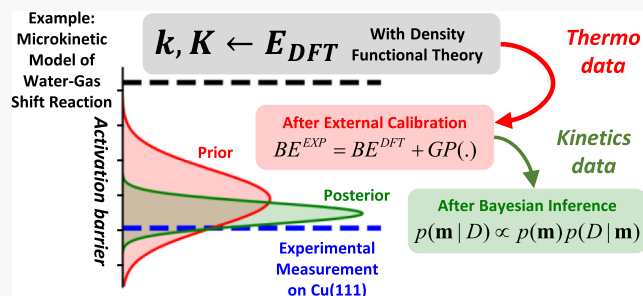 Example:
Microkinetic
Model of
Water-Gas
Shift Reaction
k, K ← E_DFT
With Density
Functional Theory
Thermo
data
After External Calibration
BE^EXP = BE^DFT + GP(.)
Kinetics
data
After Bayesian Inference
p(m | D) ∝ p(m)p(D | m)
Activation barrier
Prior
Posterior
Experimental
Measurement
on Cu(111)